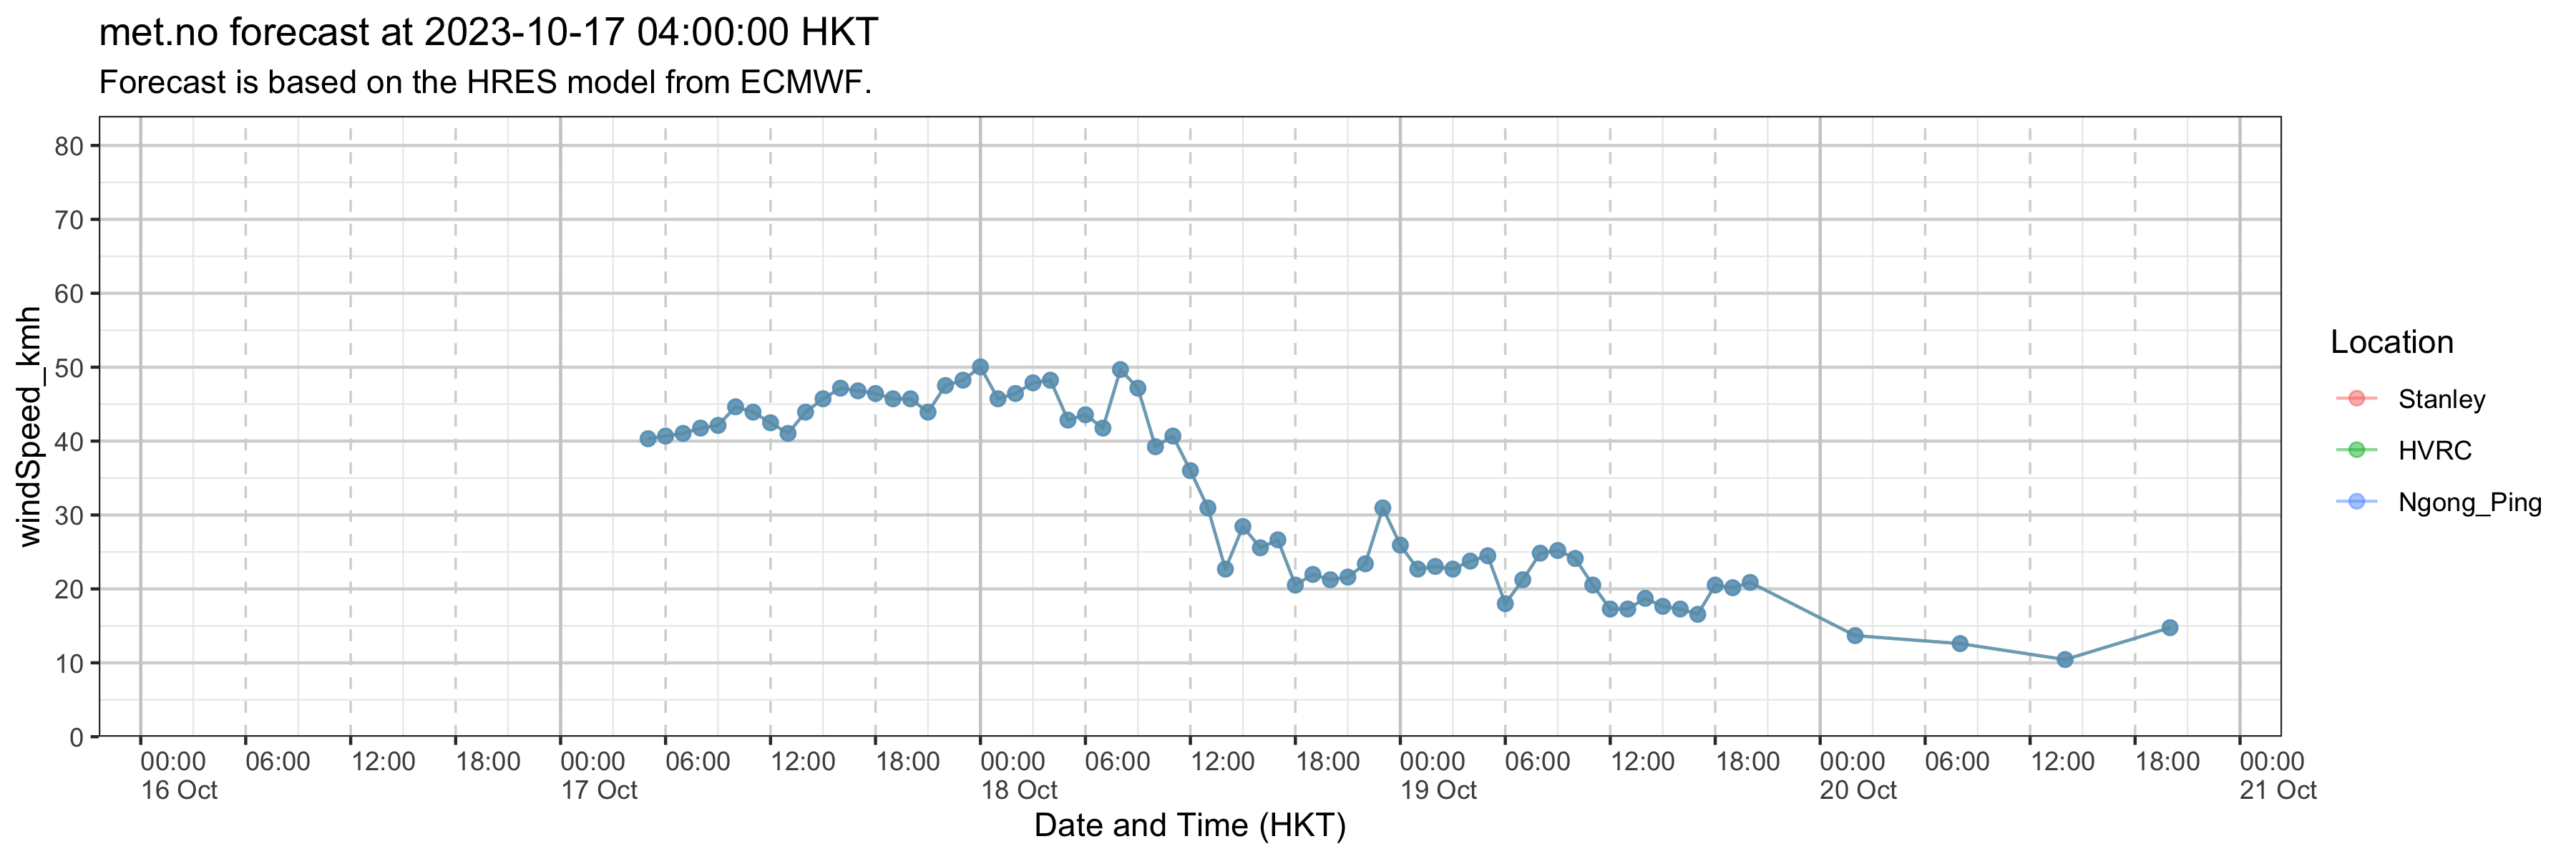 met.no forecast at 2023-10-17 04:00:00 HKT
Forecast is based on the HRES model from ECMWF.
windSpeed_kmh
80
70
60
50
40
30
20
10
0
00:00 06:00 12:00 18:00 00:00 06:00 12:00 18:00 00:00 06:00 12:00 18:00 00:00 06:00 12:00 18:00 00:00 06:00 12:00 18:00 00:00
16 Oct 17 Oct 18 Oct 19 Oct 20 Oct 21 Oct
Date and Time (HKT)
Location
Stanley
HVRC
Ngong_Ping